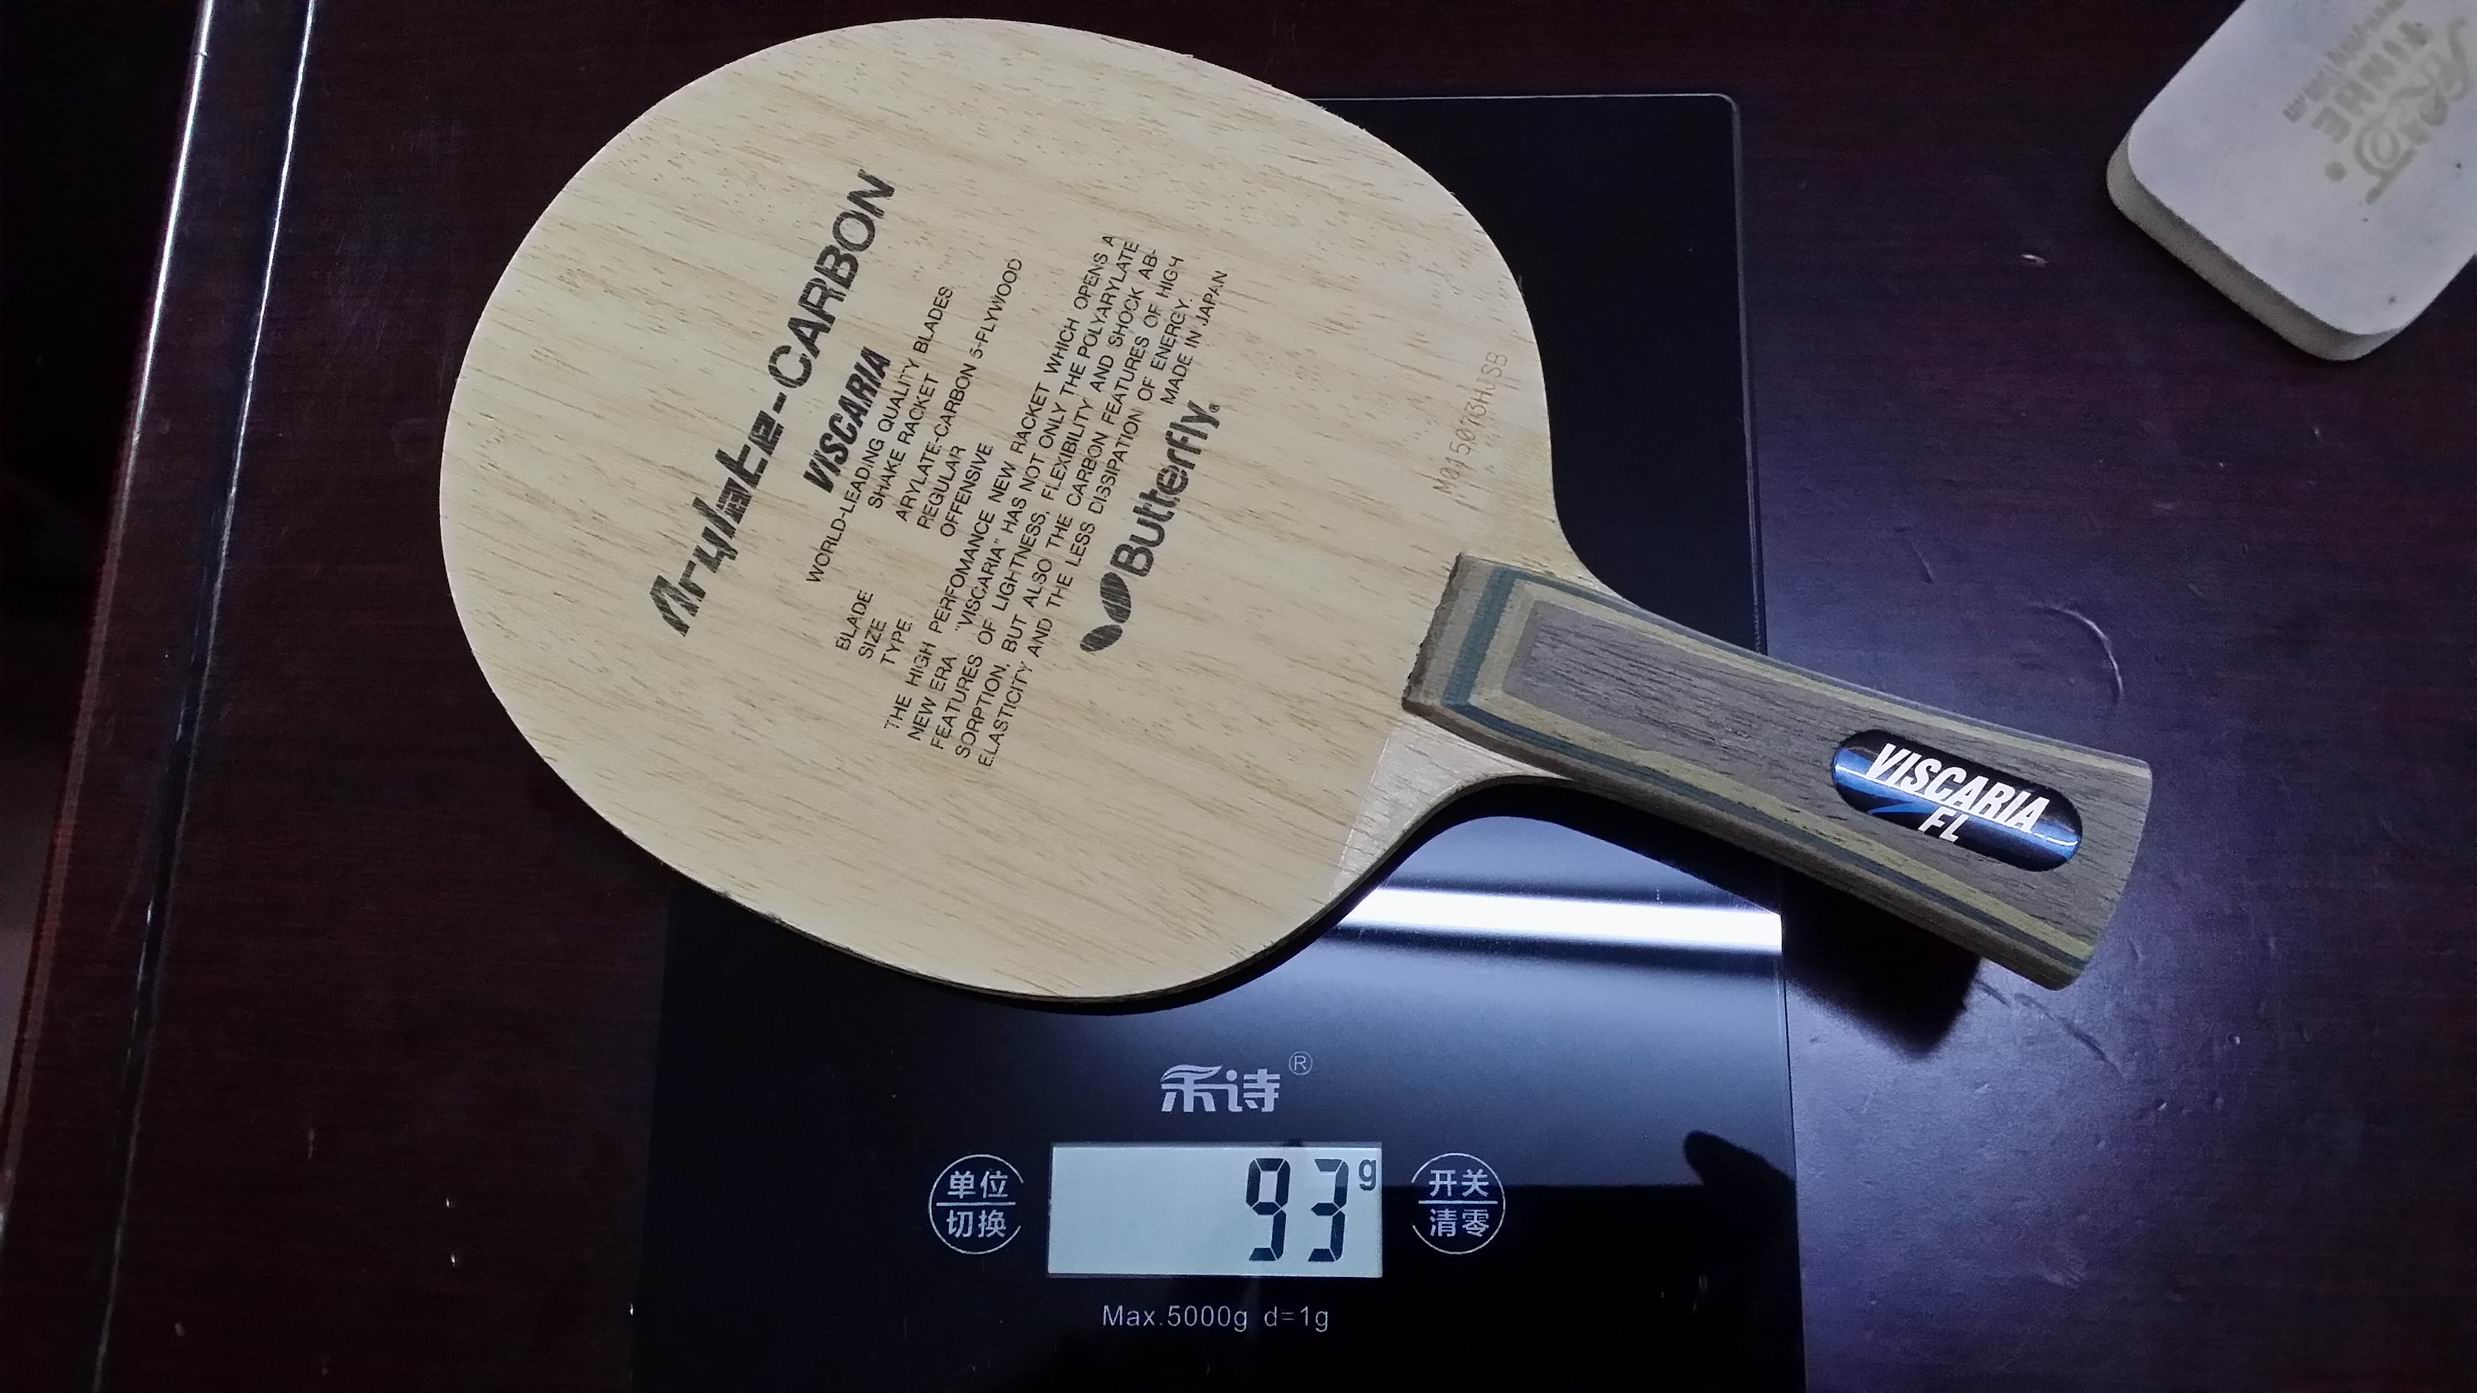 Arylate-CARBON
VISCARIA
WORLD-LEADING QUALITY BLADES
SHAKE RACKET
BLADE ARYLATE-CARBON 5-PLYWOOD
SIZE REGULAR
TYPE OFFENSIVE
THE HIGH PERFOMANCE NEW RACKET WHICH OPENS A
NEW ERA. "VISCARIA" HAS NOT ONLY THE POLYARYLATE
FEATURES OF LIGHTNESS, FLEXIBILITY AND SHOCK AB-
SORPTION, BUT ALSO THE CARBON FEATURES OF HIGH
ELASTICITY AND THE LESS DISSIPATION OF ENERGY.
MADE IN JAPAN
Butterfly®
VISCARIA
FL
禾诗®
单位
切换
93g
开关
清零
Max.5000g d=1g